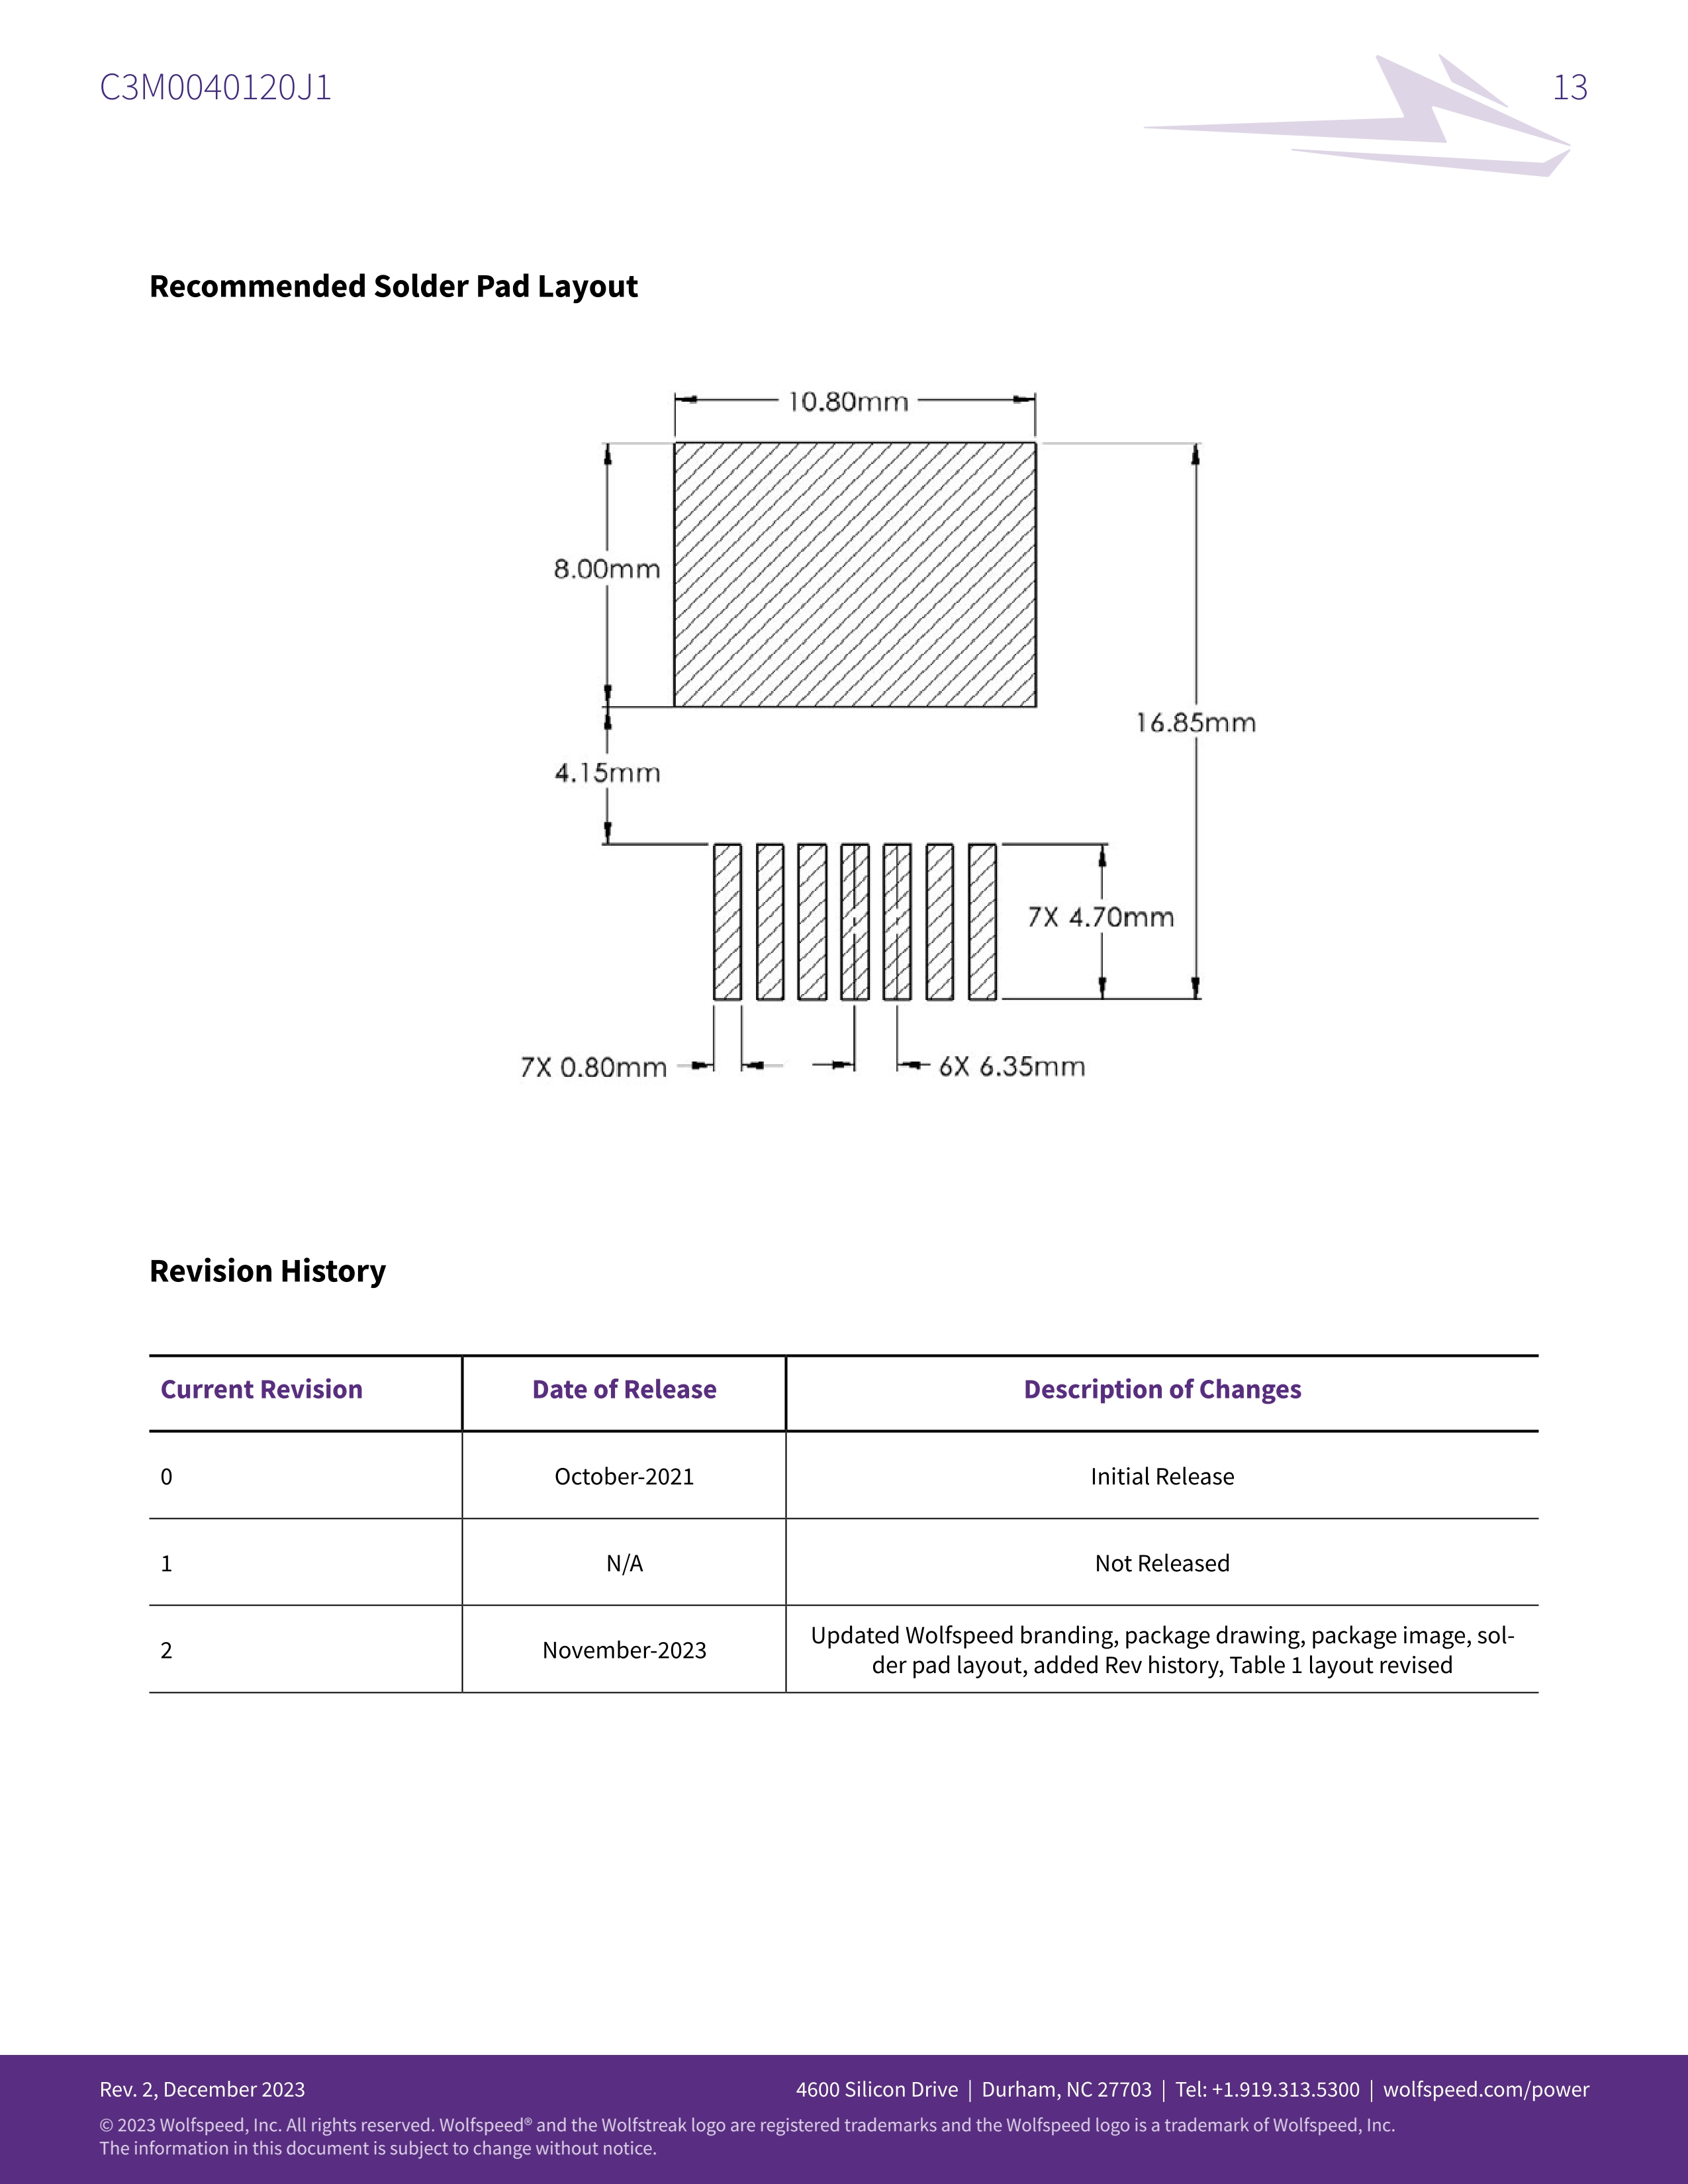 C3M0040120J1
13
Recommended Solder Pad Layout
10.80mm
8.00mm
16.85mm
4.15mm
7X 4.70mm
7X 0.80mm
6X 6.35mm
Revision History
Current Revision Date of Release Description of Changes
0 October-2021 Initial Release
1 N/A Not Released
2 November-2023 Updated Wolfspeed branding, package drawing, package image, sol-
der pad layout, added Rev history, Table 1 layout revised
Rev. 2, December 2023
4600 Silicon Drive | Durham, NC 27703 | Tel: +1.919.313.5300 | wolfspeed.com/power
© 2023 Wolfspeed, Inc. All rights reserved. Wolfspeed® and the Wolfstreak logo are registered trademarks and the Wolfspeed logo is a trademark of Wolfspeed, Inc.
The information in this document is subject to change without notice.